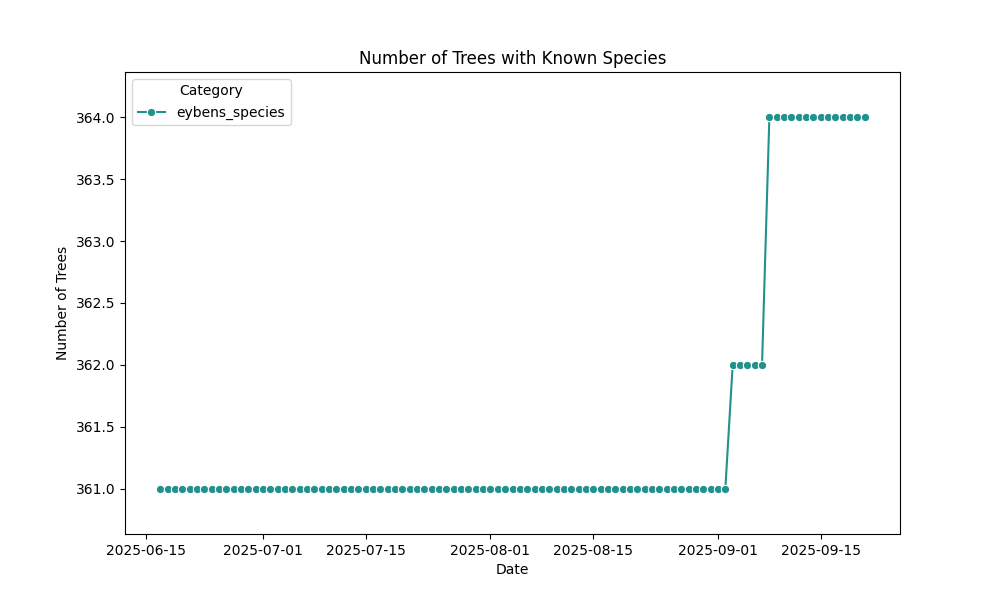 Number of Trees with Known Species
Category
eybens_species
364.0
363.5
363.0
362.5
362.0
361.5
361.0
Number of Trees
2025-06-15
2025-07-01
2025-07-15
2025-08-01
2025-08-15
2025-09-01
2025-09-15
Date